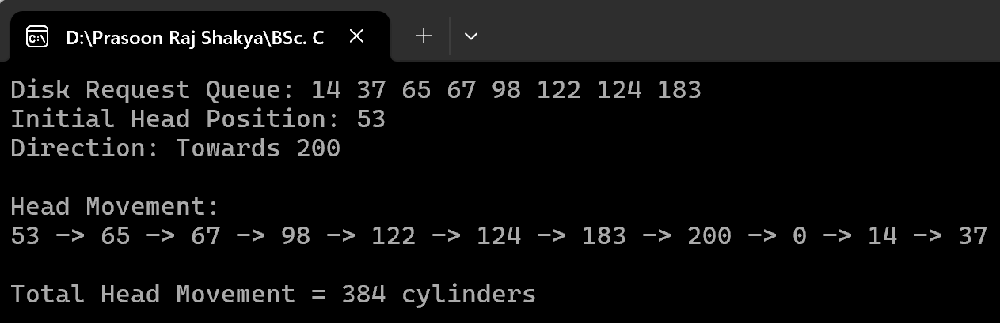 D:\Prasoon Raj Shakya\BSc. C
Disk Request Queue: 14 37 65 67 98 122 124 183
Initial Head Position: 53
Direction: Towards 200
Head Movement:
53 -> 65 -> 67 -> 98 -> 122 -> 124 -> 183 -> 200 -> 0 -> 14 -> 37
Total Head Movement = 384 cylinders